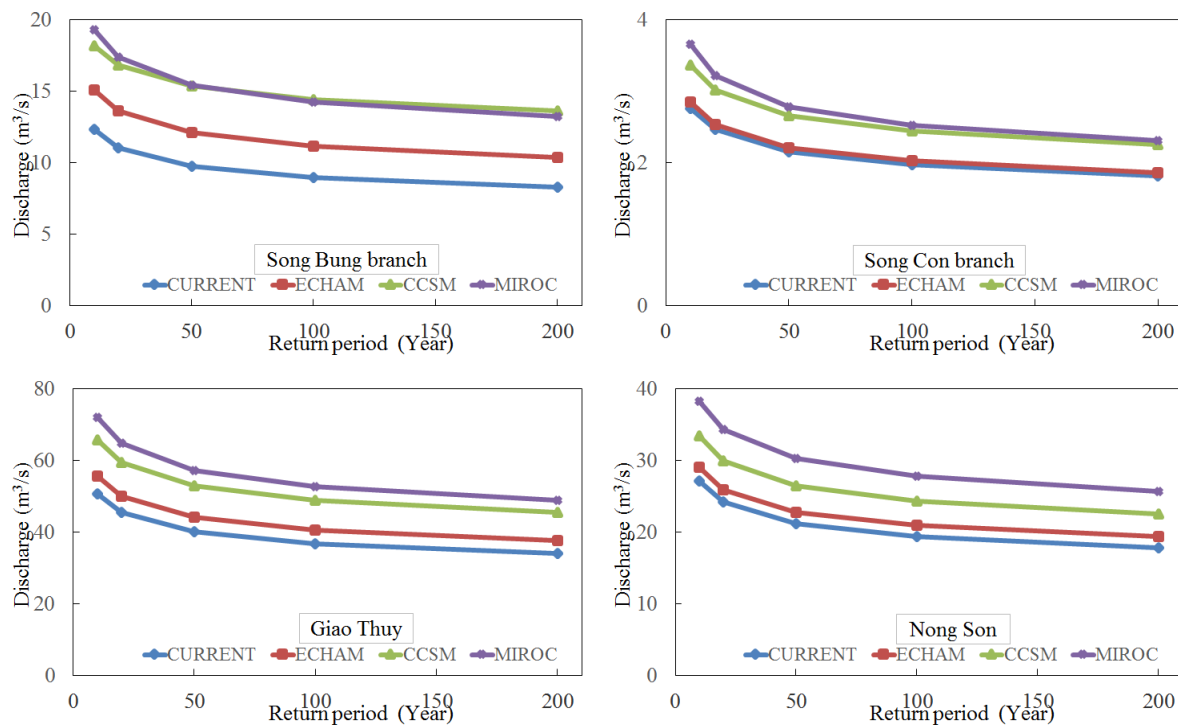 20
15
10
5
0
Discharge (m³/s)
Song Bung branch
CURRENT ECHAM CCSM MIROC
0 50 100 150 200
Return period (Year)
4
2
0
Discharge (m³/s)
Song Con branch
CURRENT ECHAM CCSM MIROC
0 50 100 150 200
Return period (Year)
80
60
40
20
0
Discharge (m³/s)
Giao Thuy
CURRENT ECHAM CCSM MIROC
0 50 100 150 200
Return period (Year)
40
30
20
10
0
Discharge (m³/s)
Nong Son
CURRENT ECHAM CCSM MIROC
0 50 100 150 200
Return period (Year)